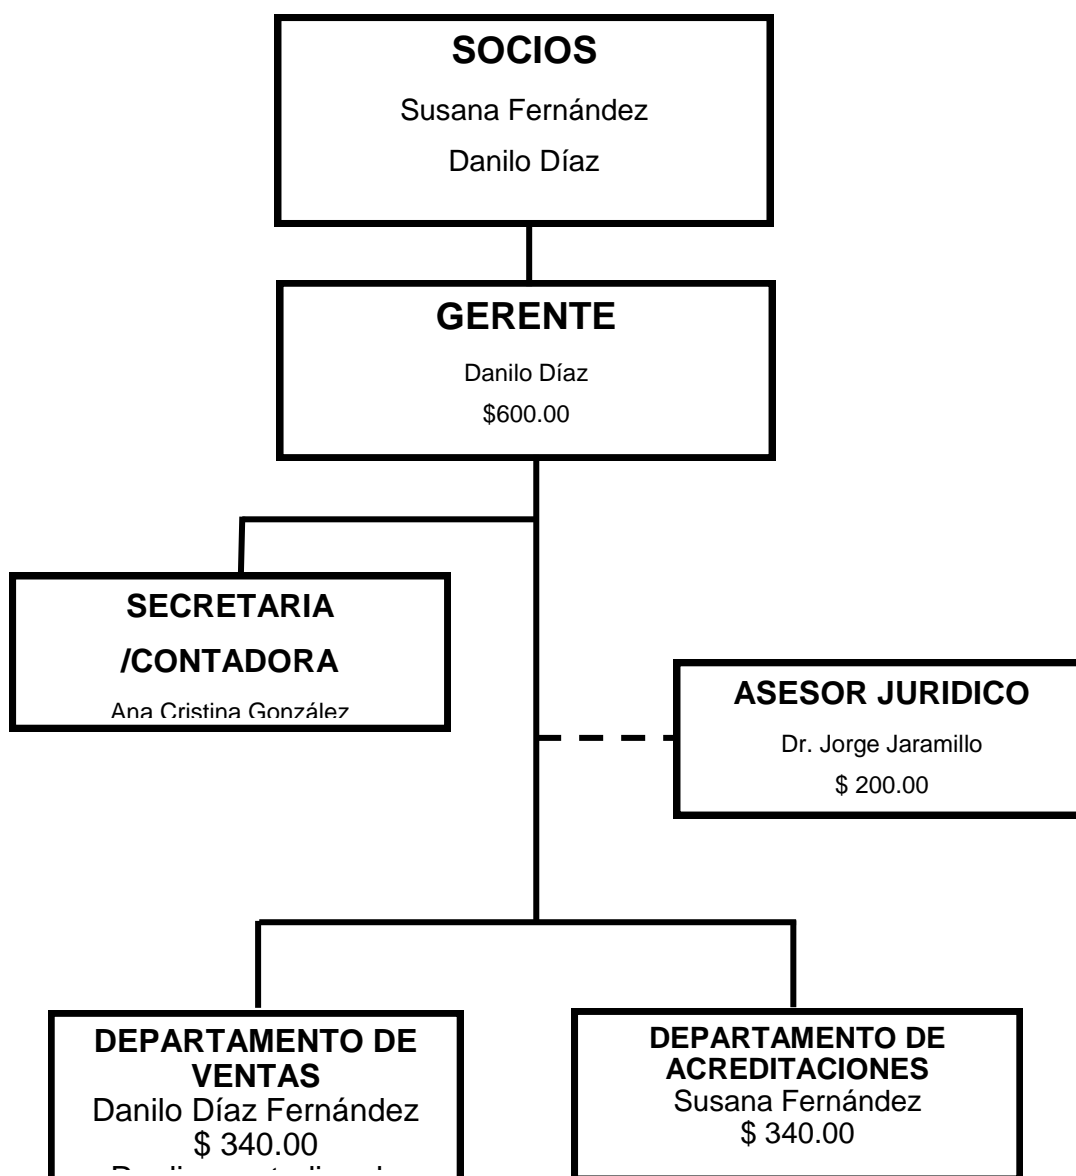 SOCIOS
Susana Fernández
Danilo Díaz
GERENTE
Danilo Díaz
$600.00
SECRETARIA
/CONTADORA
Ana Cristina González
ASESOR JURIDICO
Dr. Jorge Jaramillo
$ 200.00
DEPARTAMENTO DE
VENTAS
Danilo Díaz Fernández
$ 340.00
DEPARTAMENTO DE
ACREDITACIONES
Susana Fernández
$ 340.00